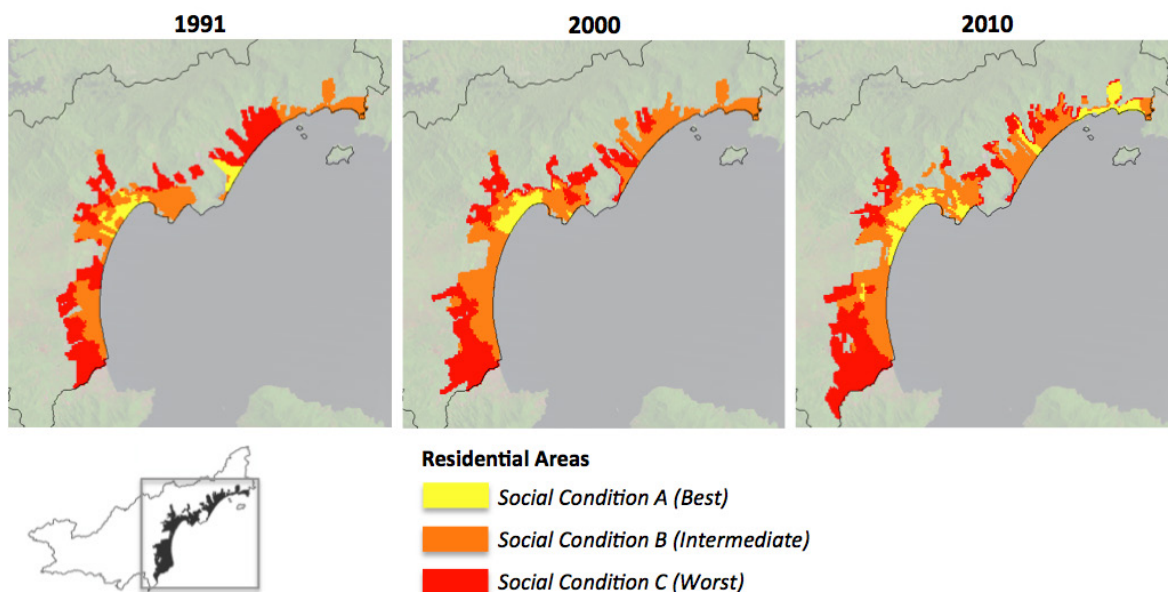 1991
2000
2010
Residential Areas
Social Condition A (Best)
Social Condition B (Intermediate)
Social Condition C (Worst)